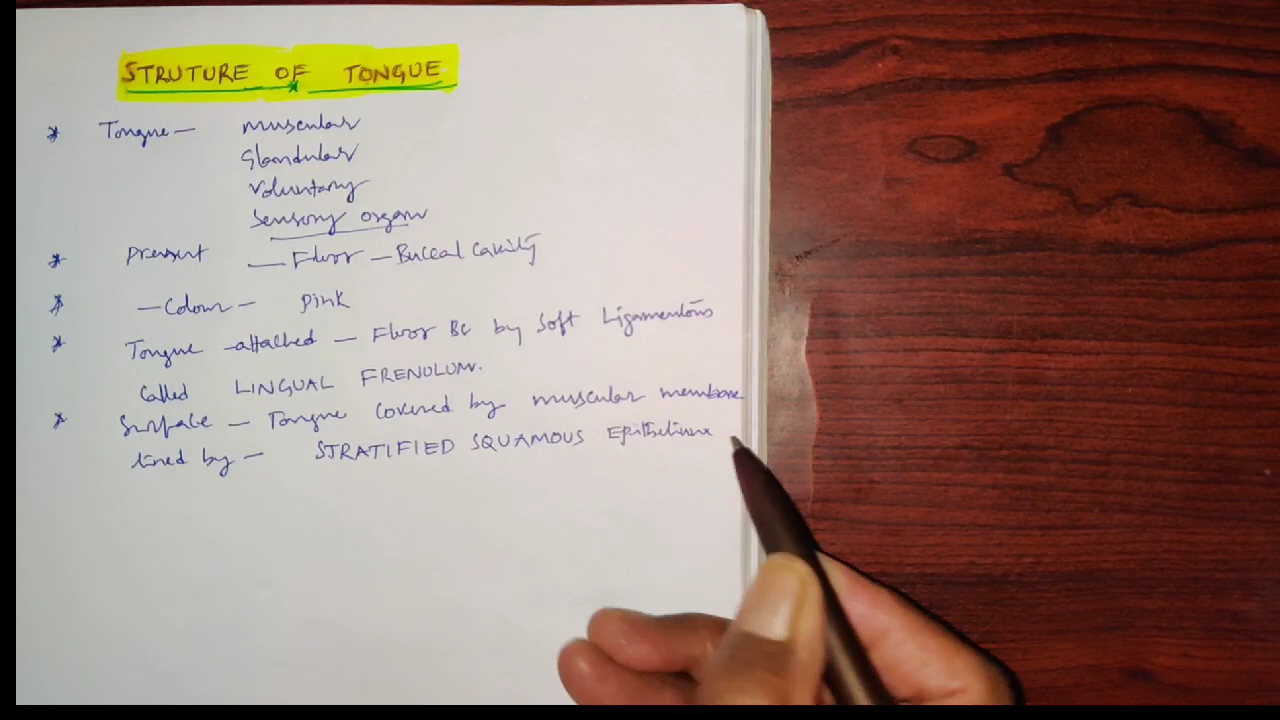 STRUTURE OF TONGUE
* Tongue — muscular
Glandular
Voluntary
Sensory organ
* Present — Floor — Buccal Cavity
* — Colour — Pink
* Tongue attached — Floor BC by Soft Ligamentous
Called LINGUAL FRENULUM.
* Surface — Tongue covered by muscular membane
lined by — STRATIFIED SQUAMOUS Epithelium